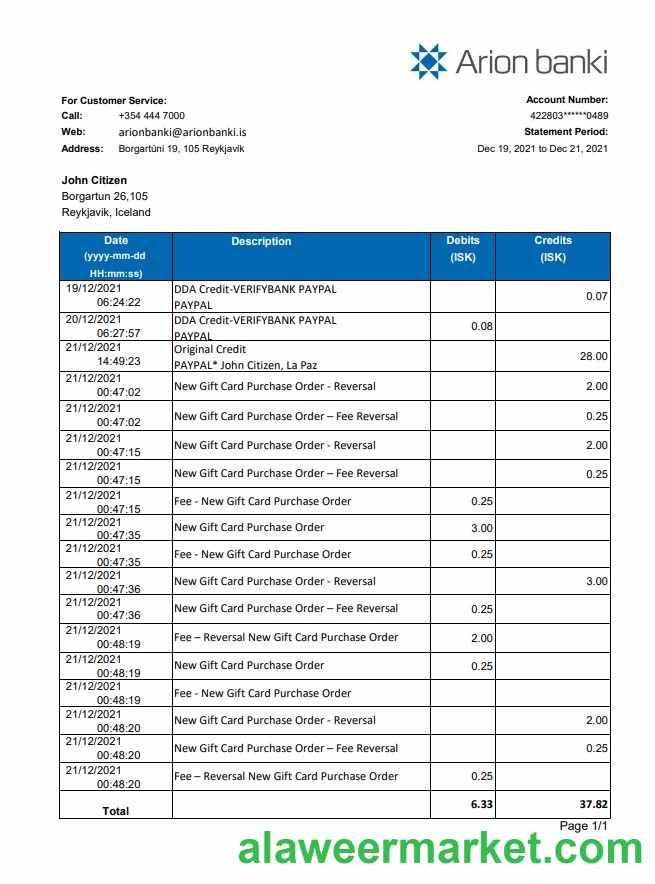 Arion banki
For Customer Service:
Call: +354 444 7000
Web: arionbanki@arionbanki.is
Address: Borgartúni 19, 105 Reykjavík
Account Number:
422803******0489
Statement Period:
Dec 19, 2021 to Dec 21, 2021
John Citizen
Borgartun 26,105
Reykjavik, Iceland
Date (yyyy-mm-dd HH:mm:ss) Description Debits (ISK) Credits (ISK)
19/12/2021 06:24:22 DDA Credit-VERIFYBANK PAYPAL PAYPAL 0.07
20/12/2021 06:27:57 DDA Credit-VERIFYBANK PAYPAL PAYPAL 0.08
21/12/2021 14:49:23 Original Credit PAYPAL* John Citizen, La Paz 28.00
21/12/2021 00:47:02 New Gift Card Purchase Order - Reversal 2.00
21/12/2021 00:47:02 New Gift Card Purchase Order – Fee Reversal 0.25
21/12/2021 00:47:15 New Gift Card Purchase Order - Reversal 2.00
21/12/2021 00:47:15 New Gift Card Purchase Order – Fee Reversal 0.25
21/12/2021 00:47:15 Fee - New Gift Card Purchase Order 0.25
21/12/2021 00:47:35 New Gift Card Purchase Order 3.00
21/12/2021 00:47:35 Fee - New Gift Card Purchase Order 0.25
21/12/2021 00:47:36 New Gift Card Purchase Order - Reversal 3.00
21/12/2021 00:47:36 New Gift Card Purchase Order – Fee Reversal 0.25
21/12/2021 00:48:19 Fee – Reversal New Gift Card Purchase Order 2.00
21/12/2021 00:48:19 New Gift Card Purchase Order 0.25
21/12/2021 00:48:19 Fee - New Gift Card Purchase Order
21/12/2021 00:48:20 New Gift Card Purchase Order - Reversal 2.00
21/12/2021 00:48:20 New Gift Card Purchase Order – Fee Reversal 0.25
21/12/2021 00:48:20 Fee – Reversal New Gift Card Purchase Order 0.25
Total 6.33 37.82
Page 1/1
alaweermarket.com